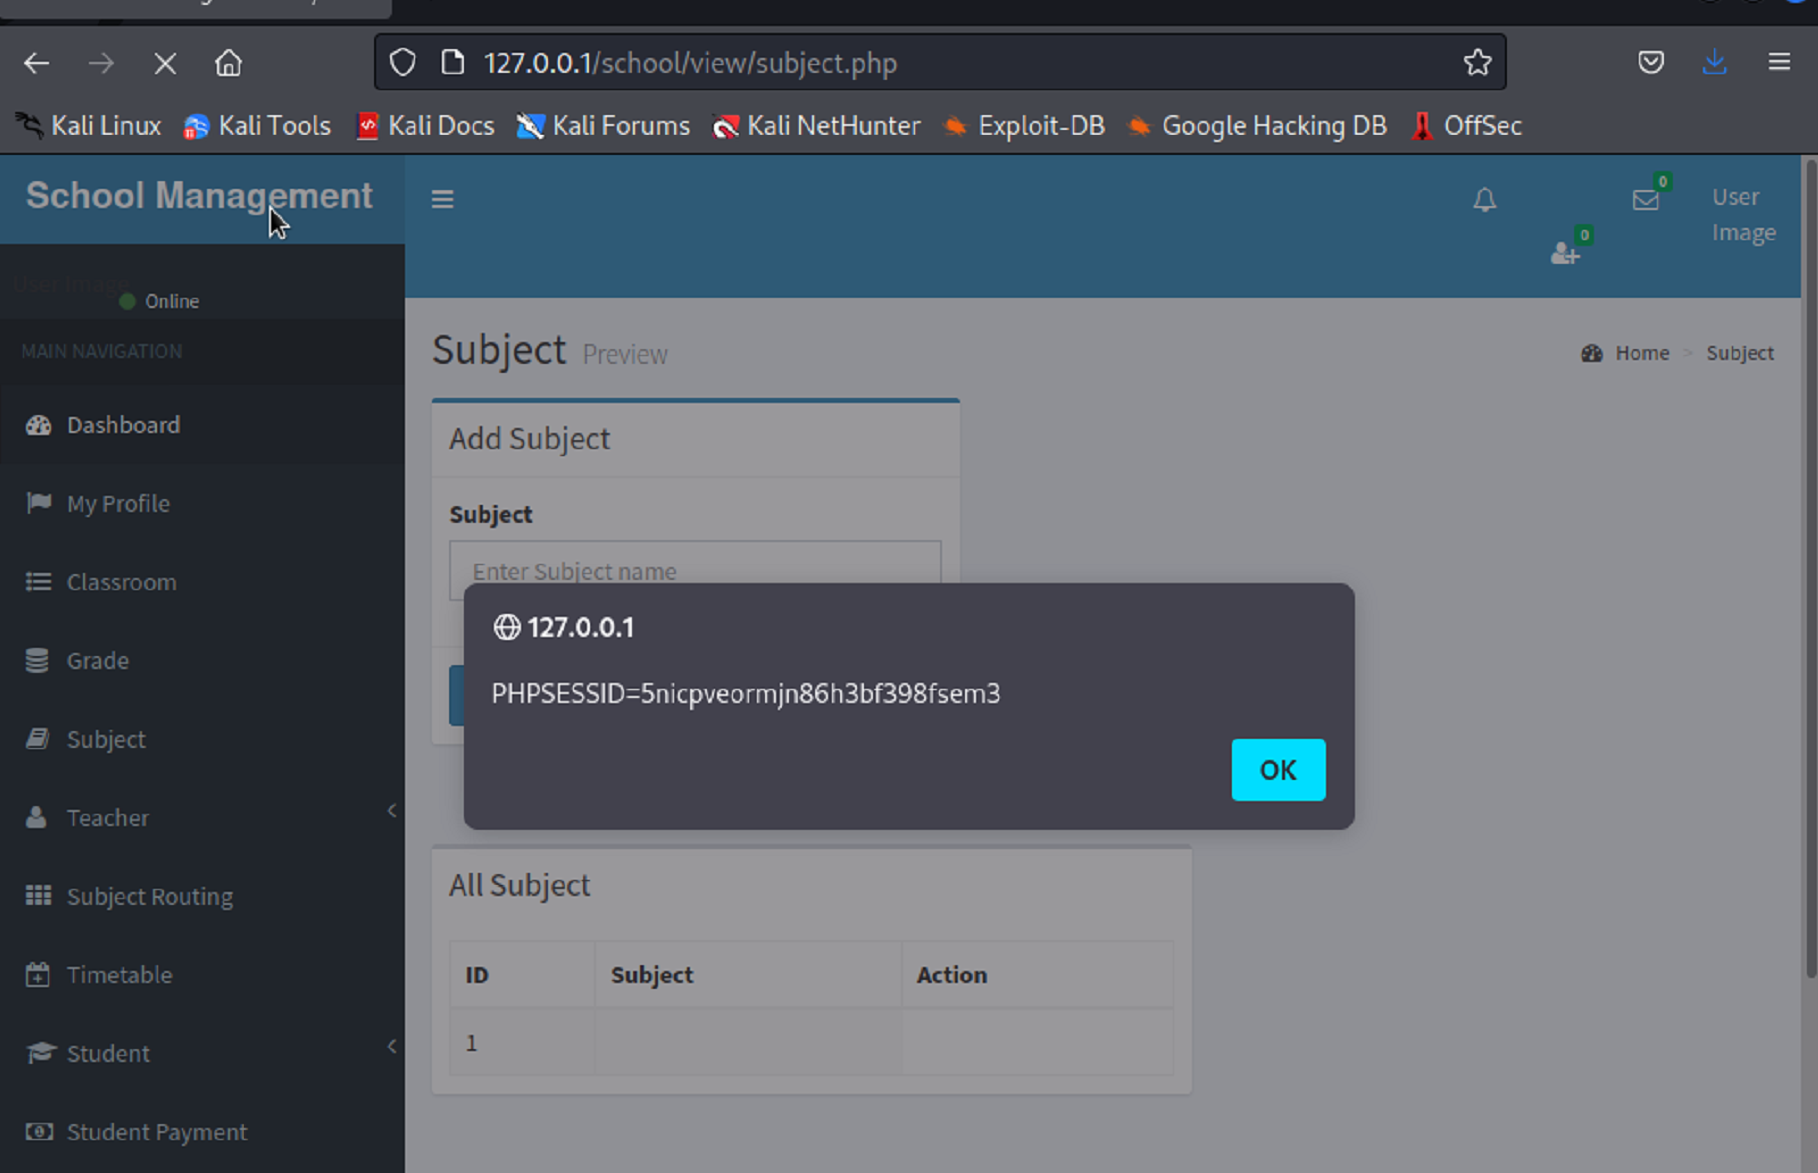 127.0.0.1/school/view/subject.php
Kali Linux Kali Tools Kali Docs Kali Forums Kali NetHunter Exploit-DB Google Hacking DB OffSec
School Management
0
User Image
0
User Image
Online
MAIN NAVIGATION
Dashboard
My Profile
Classroom
Grade
Subject
Teacher
Subject Routing
Timetable
Student
Student Payment
Subject Preview
Home > Subject
Add Subject
Subject
Enter Subject name
127.0.0.1
PHPSESSID=5nicpveormjn86h3bf398fsem3
OK
All Subject
ID Subject Action
1